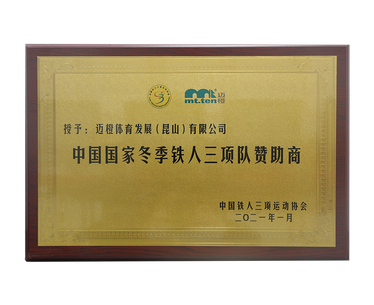 mt.ten 迈橙
授予：迈橙体育发展（昆山）有限公司
中国国家冬季铁人三项队赞助商
中国铁人三项运动协会
二〇二一年一月